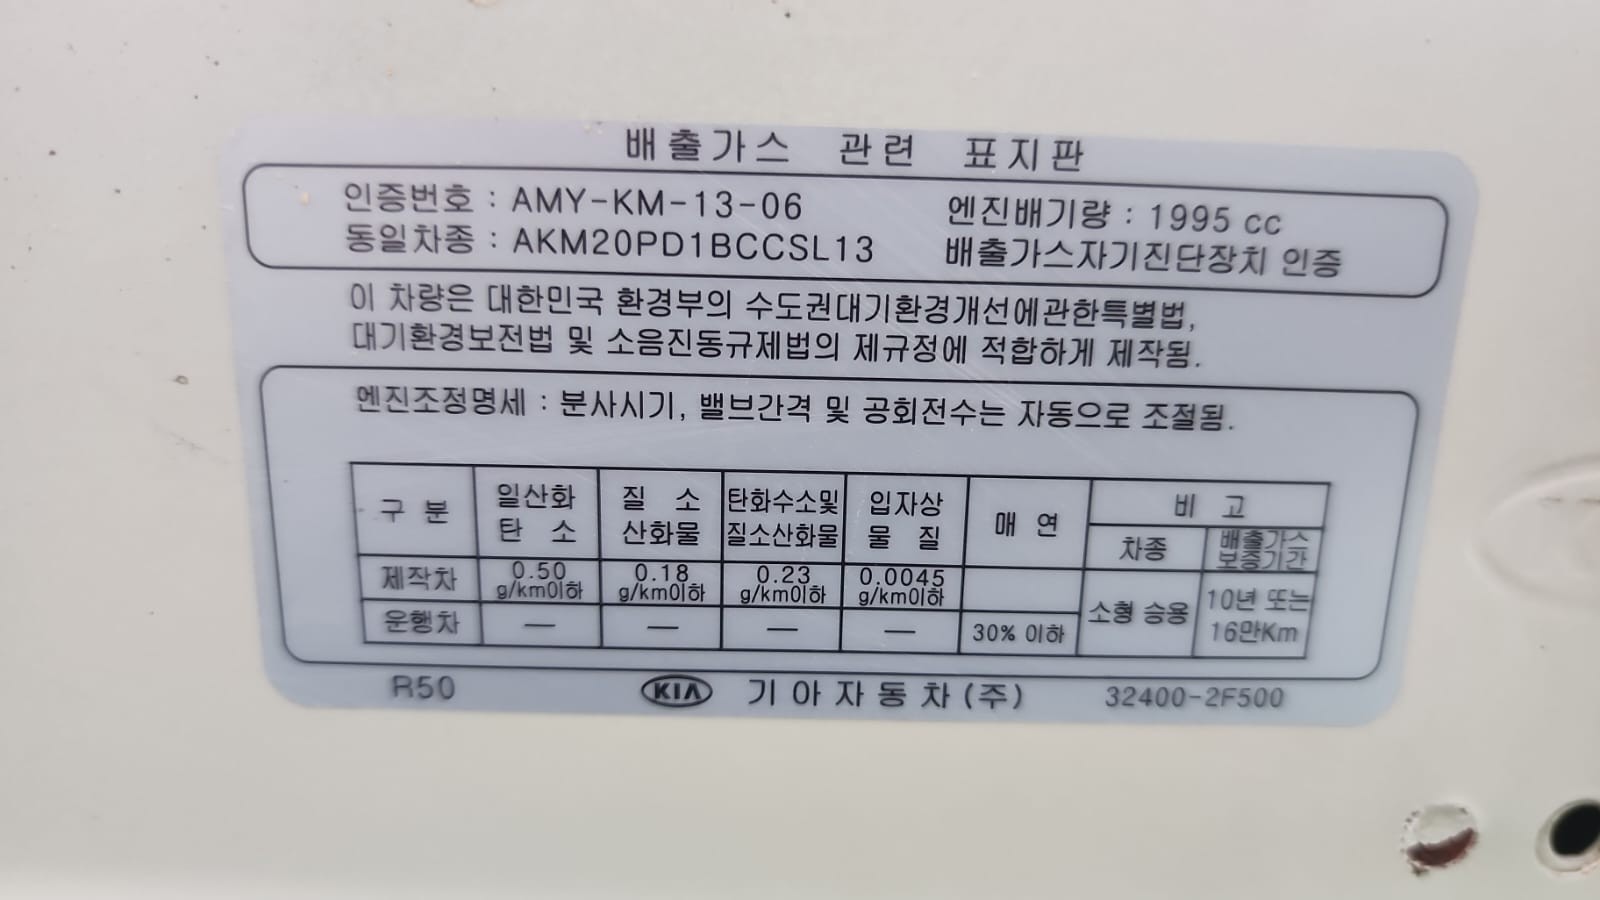 배출가스 관련 표지판
인증번호 : AMY-KM-13-06 엔진배기량 : 1995 cc
동일차종 : AKM20PD1BCCSL13 배출가스자기진단장치 인증
이 차량은 대한민국 환경부의 수도권대기환경개선에관한특별법,
대기환경보전법 및 소음진동규제법의 제규정에 적합하게 제작됨.
엔진조정명세 : 분사시기, 밸브간격 및 공회전수는 자동으로 조절됨.
구 분 일산화 탄 소 질 소 산화물 탄화수소및 질소산화물 입자상 물 질 매 연 비 고
차종 배출가스 보증기간
제작차 0.50 g/km이하 0.18 g/km이하 0.23 g/km이하 0.0045 g/km이하 소형 승용 10년 또는 16만Km
운행차 — — — — 30% 이하
R50 KIA 기아자동차(주) 32400-2F500